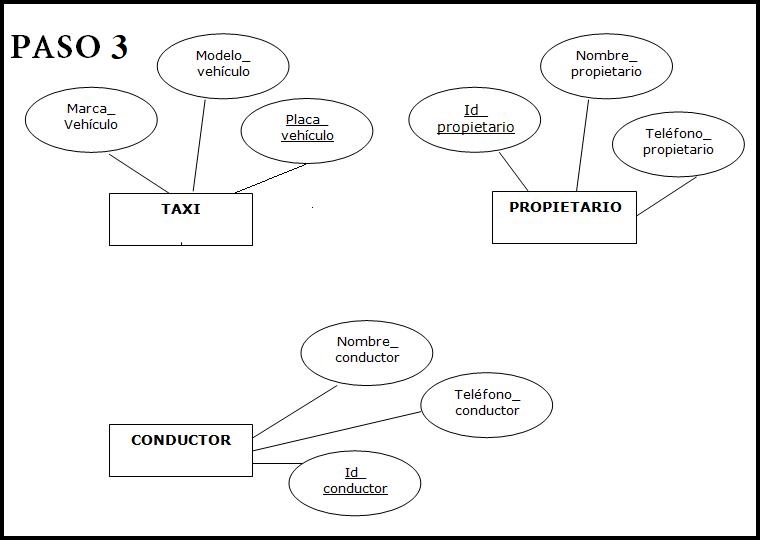 PASO 3
Modelo_
vehículo
Marca_
Vehículo
Placa_
vehículo
TAXI
Nombre_
propietario
Id_
propietario
Teléfono_
propietario
PROPIETARIO
Nombre_
conductor
Teléfono_
conductor
CONDUCTOR
Id_
conductor